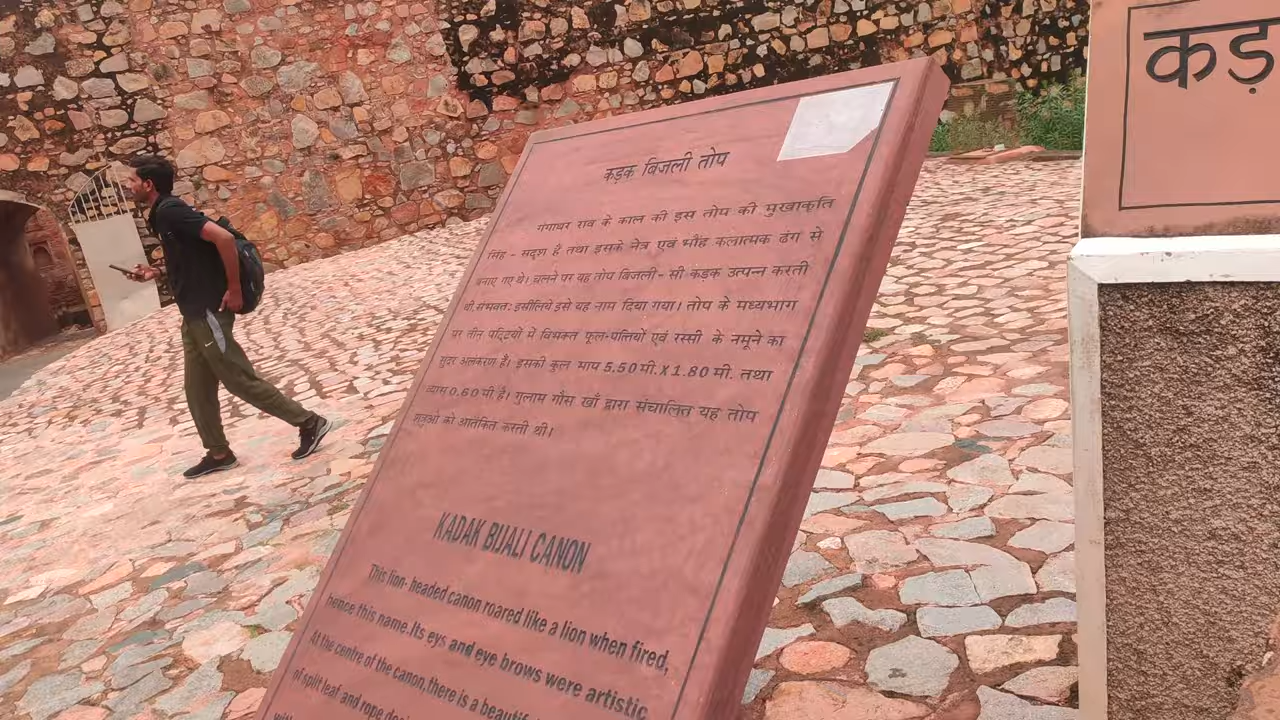 कड़क बिजली तोप
गंगाधर राव के काल की इस तोप की मुखाकृति
सिंह - सदृश है तथा इसके नेत्र एवं भौंह कलात्मक ढंग से
बनाए गए थे। चलने पर यह तोप बिजली - सी कड़क उत्पन्न करती
थी, संभवतः इसीलिये इसे यह नाम दिया गया। तोप के मध्यभाग
पर तीन पट्टियों में विभक्त फूल-पत्तियों एवं रस्सी के नमूने का
सुंदर अलंकरण हैं। इसकी कुल माप 5.50 मी. X 1.80 मी. तथा
व्यास 0.60 मी है। गुलाम गौस खाँ द्वारा संचालित यह तोप
शत्रुओ को आतंकित करती थी।
KADAK BIJALI CANON
This lion- headed canon roared like a lion when fired,
hence this name.Its eys and eye brows were artistic
At the centre of the canon,there is a beautif
of split leaf and rope
कड़